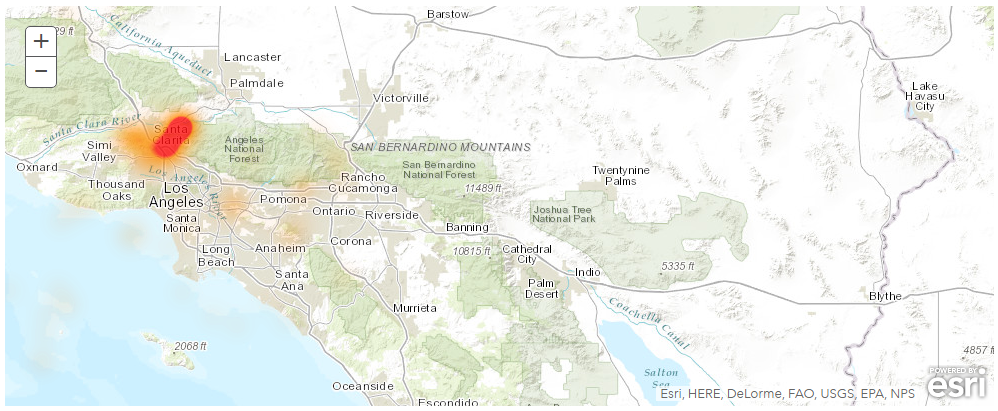 Barstow
+
29 ft
California Aqueduct
−
Lancaster
Palmdale
Victorville
Lake
Havasu
City
Santa Clara River
Santa
Clarita
Simi
Valley
Angeles
National
Forest
SAN BERNARDINO MOUNTAINS
Oxnard
San Bernardino
National Forest
Los Angeles River
Thousand
Oaks
Los
Angeles
Pomona
Rancho
Cucamonga
11489 ft
Twentynine
Palms
Ontario
Riverside
Joshua Tree
National Park
Santa
Monica
Banning
Corona
Anaheim
Long
Beach
10815 ft
Cathedral
City
Indio
5335 ft
Santa
Ana
Palm
Desert
Blythe
Murrieta
Coachella Canal
2068 ft
4857 ft
Salton
Sea
Oceanside
Escondido
POWERED BY
esri
Esri, HERE, DeLorme, FAO, USGS, EPA, NPS